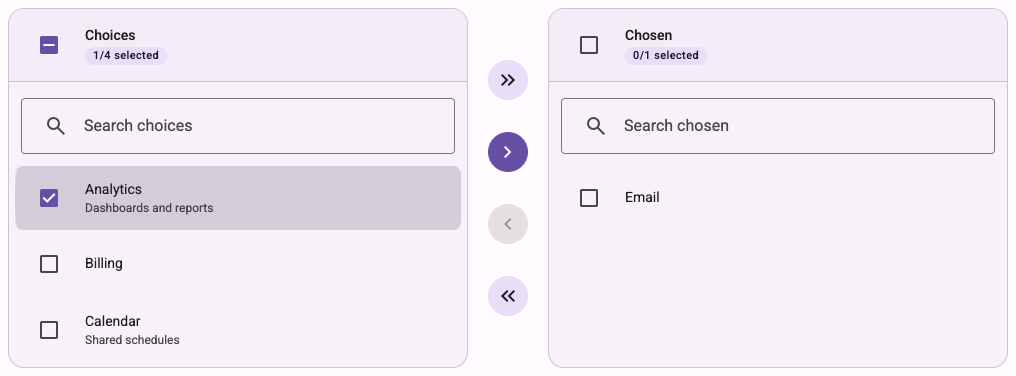 Choices
1/4 selected
Search choices
Analytics
Dashboards and reports
Billing
Calendar
Shared schedules
Chosen
0/1 selected
Search chosen
Email